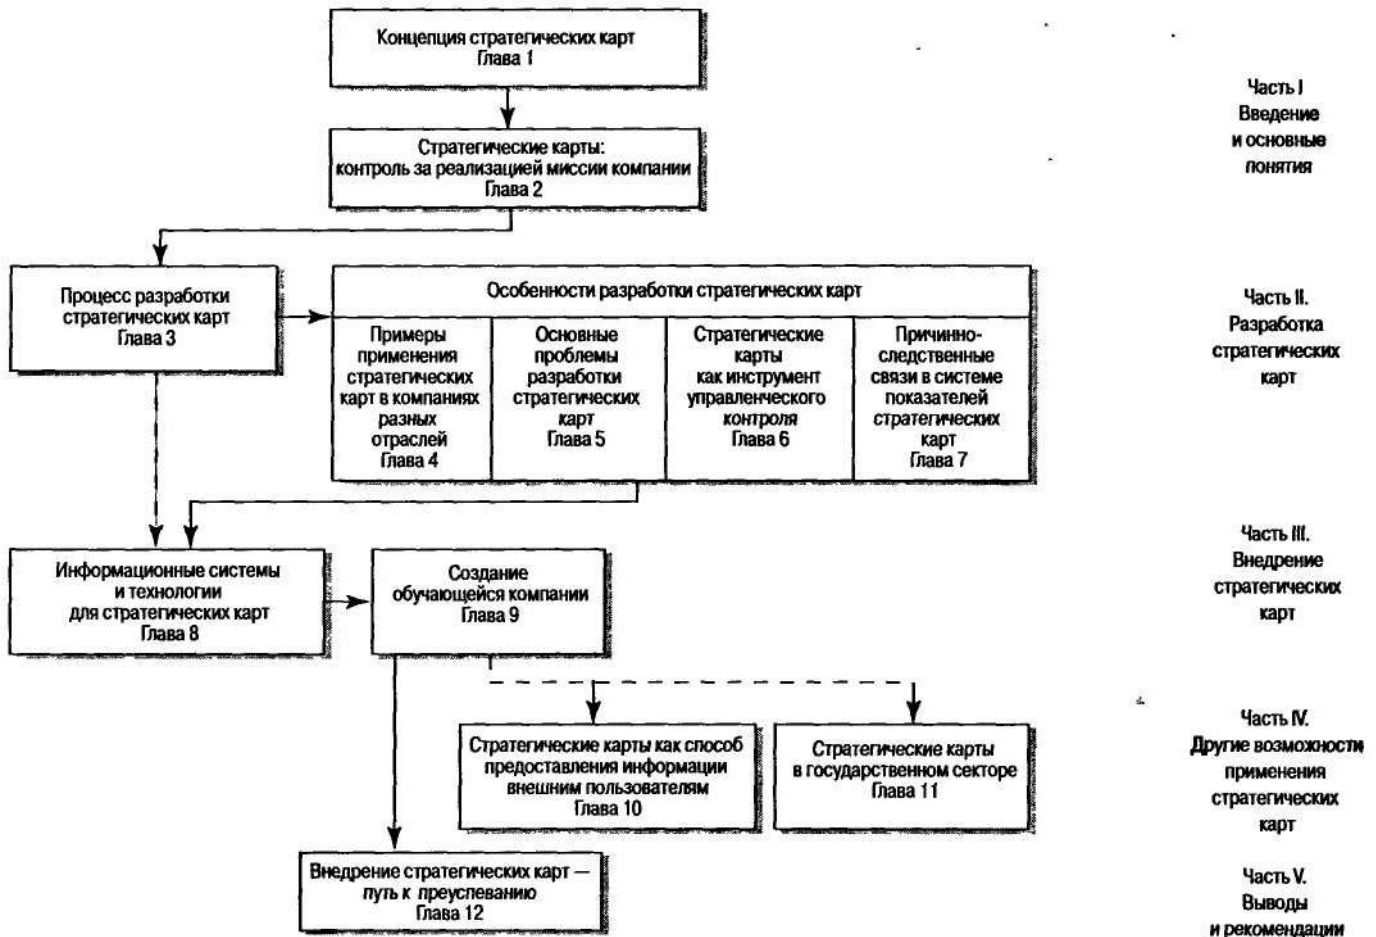 Концепция стратегических карт
Глава 1
Часть I
Введение
и основные
понятия
Стратегические карты:
контроль за реализацией миссии компании
Глава 2
Процесс разработки
стратегических карт
Глава 3
Особенности разработки стратегических карт
Примеры
применения
стратегических
карт в компаниях
разных
отраслей
Глава 4
Основные
проблемы
разработки
стратегических
карт
Глава 5
Стратегические
карты
как инструмент
управленческого
контроля
Глава 6
Причинно-
следственные
связи в системе
показателей
стратегических
карт
Глава 7
Часть II.
Разработка
стратегических
карт
Информационные системы
и технологии
для стратегических карт
Глава 8
Создание
обучающейся компании
Глава 9
Часть III.
Внедрение
стратегических
карт
Стратегические карты как способ
предоставления информации
внешним пользователям
Глава 10
Стратегические карты
в государственном секторе
Глава 11
Часть IV.
Другие возможности
применения
стратегических
карт
Внедрение стратегических карт —
путь к преуспеванию
Глава 12
Часть V.
Выводы
и рекомендации